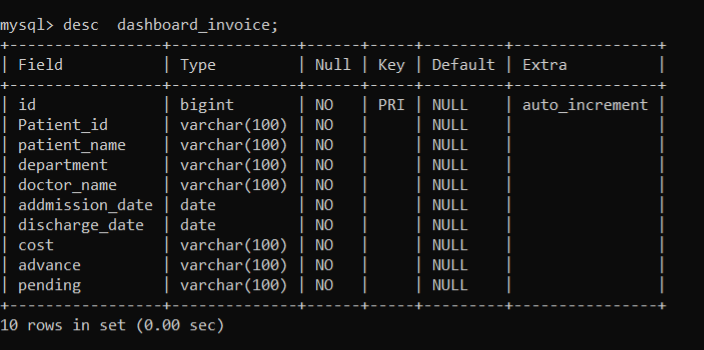 mysql> desc  dashboard_invoice;
+-----------------+--------------+------+-----+---------+----------------+
| Field           | Type         | Null | Key | Default | Extra          |
+-----------------+--------------+------+-----+---------+----------------+
| id              | bigint       | NO   | PRI | NULL    | auto_increment |
| Patient_id      | varchar(100) | NO   |     | NULL    |                |
| patient_name    | varchar(100) | NO   |     | NULL    |                |
| department      | varchar(100) | NO   |     | NULL    |                |
| doctor_name     | varchar(100) | NO   |     | NULL    |                |
| addmission_date | date         | NO   |     | NULL    |                |
| discharge_date  | date         | NO   |     | NULL    |                |
| cost            | varchar(100) | NO   |     | NULL    |                |
| advance         | varchar(100) | NO   |     | NULL    |                |
| pending         | varchar(100) | NO   |     | NULL    |                |
+-----------------+--------------+------+-----+---------+----------------+
10 rows in set (0.00 sec)